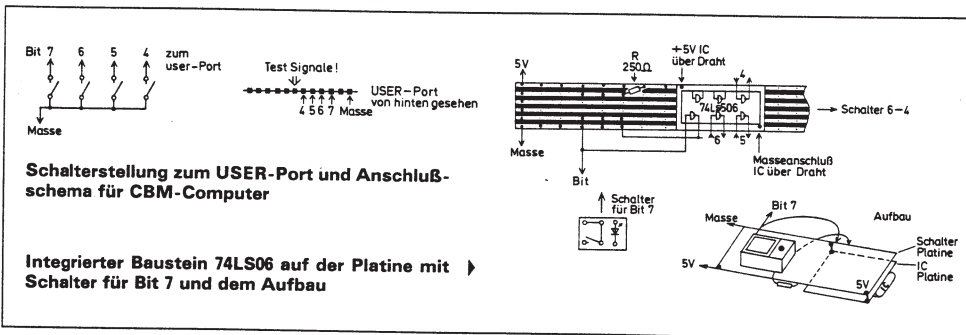 Bit 7 6 5 4 zum
user-Port
Masse
Test Signale!
USER-Port
von hinten gesehen
4 5 6 7 Masse
Schalterstellung zum USER-Port und Anschluß-
schema für CBM-Computer
Integrierter Baustein 74LS06 auf der Platine mit
Schalter für Bit 7 und dem Aufbau
5V
R
250Ω
+5V IC
über Draht
4
74LS06
Schalter 6-4
6
5
Masse
Bit
Masseanschluß
IC über Draht
Schalter
für Bit 7
Bit 7
Masse
Aufbau
Schalter
Platine
IC
Platine
5V
5V